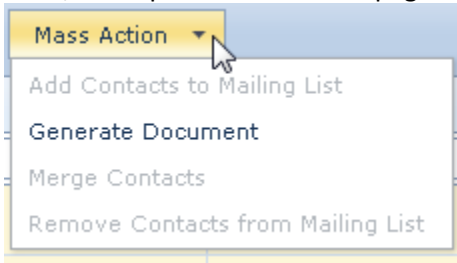 Mass Action
Add Contacts to Mailing List
Generate Document
Merge Contacts
Remove Contacts from Mailing List